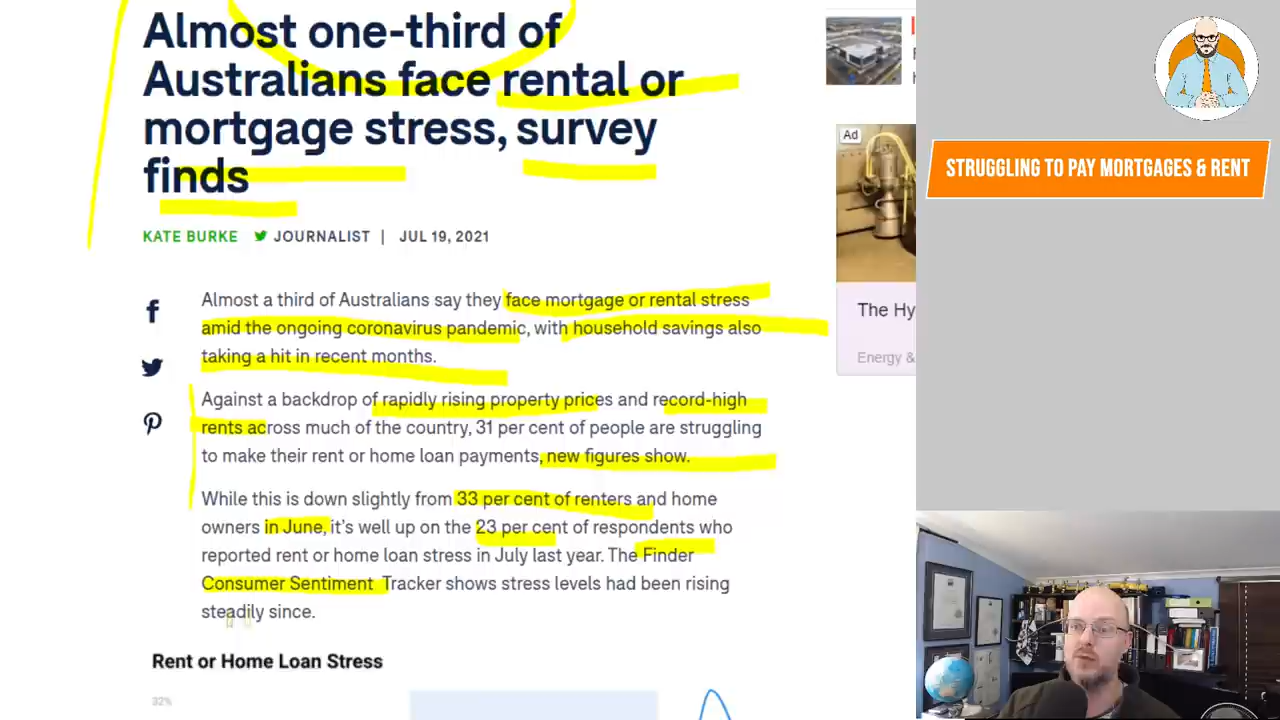 Almost one-third of
Australians face rental or
mortgage stress, survey
finds
KATE BURKE JOURNALIST | JUL 19, 2021
Almost a third of Australians say they face mortgage or rental stress
amid the ongoing coronavirus pandemic, with household savings also
taking a hit in recent months.
Against a backdrop of rapidly rising property prices and record-high
rents across much of the country, 31 per cent of people are struggling
to make their rent or home loan payments, new figures show.
While this is down slightly from 33 per cent of renters and home
owners in June, it's well up on the 23 per cent of respondents who
reported rent or home loan stress in July last year. The Finder
Consumer Sentiment Tracker shows stress levels had been rising
steadily since.
Rent or Home Loan Stress
32%
Ad
The Hy
Energy &
STRUGGLING TO PAY MORTGAGES & RENT